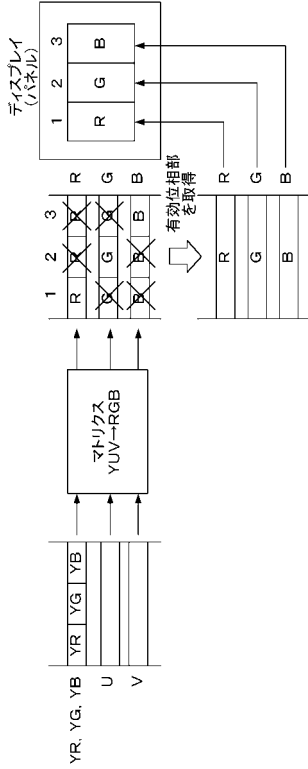 YR, YG, YB
YR YG YB
U
V
マトリクス
YUV→RGB
1 2 3
R R R R
G G G G
B B B B
有効位相部
を取得
R R
G G
B B
ディスプレイ
(パネル)
1 2 3
R G B